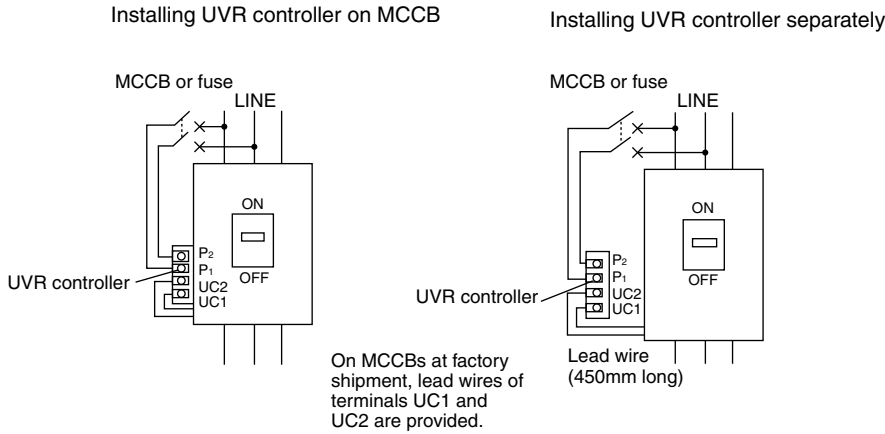 Installing UVR controller on MCCB
MCCB or fuse
LINE
ON
OFF
P2
P1
UC2
UC1
UVR controller
On MCCBs at factory
shipment, lead wires of
terminals UC1 and
UC2 are provided.
Installing UVR controller separately
MCCB or fuse
LINE
ON
OFF
P2
P1
UC2
UC1
UVR controller
Lead wire
(450mm long)